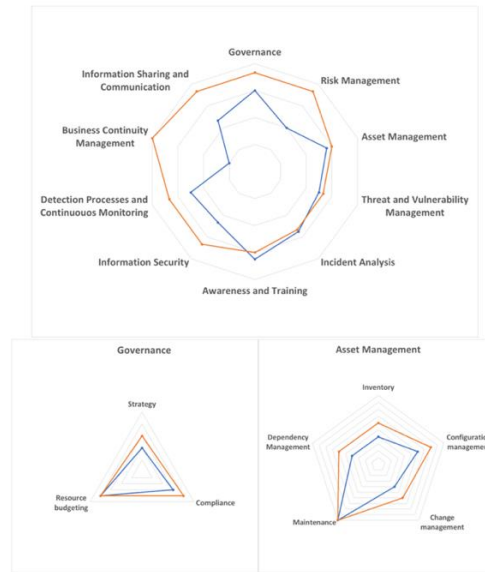 Governance
Information Sharing and
Communication
Risk Management
Business Continuity
Management
Asset Management
Detection Processes and
Continuouos Monitoring
Threat and Vulnerability
Management
Information Security
Incident Analysis
Awareness and Training
Governance
Strategy
Resource
budgeting
Compliance
Asset Management
Inventory
Dependency
Management
Configuration
management
Maintenance
Change
management